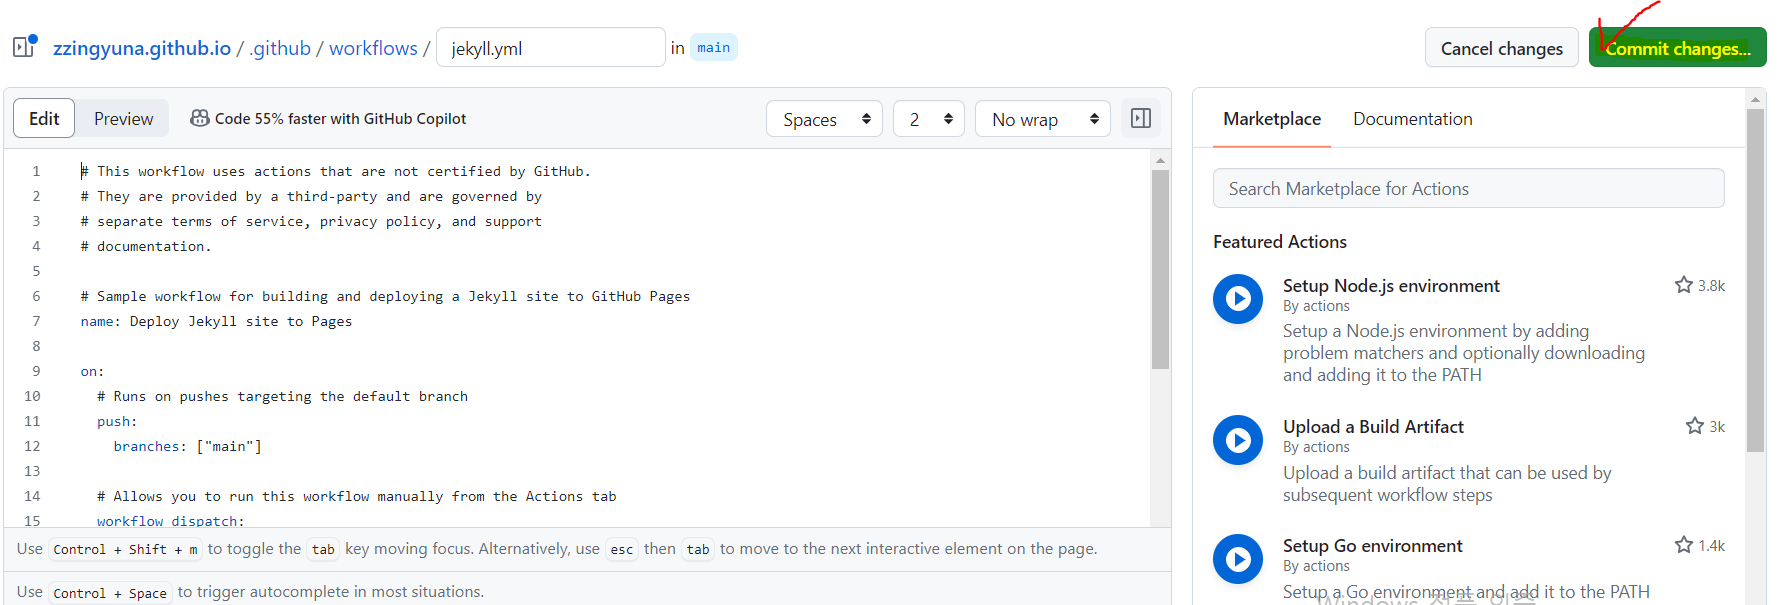 zzingyuna.github.io / .github / workflows / jekyll.yml in main
Cancel changes
Commit changes...
Edit
Preview
Code 55% faster with GitHub Copilot
Spaces
2
No wrap
1 # This workflow uses actions that are not certified by GitHub.
2 # They are provided by a third-party and are governed by
3 # separate terms of service, privacy policy, and support
4 # documentation.
5
6 # Sample workflow for building and deploying a Jekyll site to GitHub Pages
7 name: Deploy Jekyll site to Pages
8
9 on:
10 # Runs on pushes targeting the default branch
11 push:
12 branches: ["main"]
13
14 # Allows you to run this workflow manually from the Actions tab
15 workflow_dispatch:
Use Control + Shift + m to toggle the tab key moving focus. Alternatively, use esc then tab to move to the next interactive element on the page.
Use Control + Space to trigger autocomplete in most situations.
Marketplace
Documentation
Search Marketplace for Actions
Featured Actions
Setup Node.js environment
3.8k
By actions
Setup a Node.js environment by adding
problem matchers and optionally downloading
and adding it to the PATH
Upload a Build Artifact
3k
By actions
Upload a build artifact that can be used by
subsequent workflow steps
Setup Go environment
1.4k
By actions
Setup a Go environment and add it to the PATH
Windows